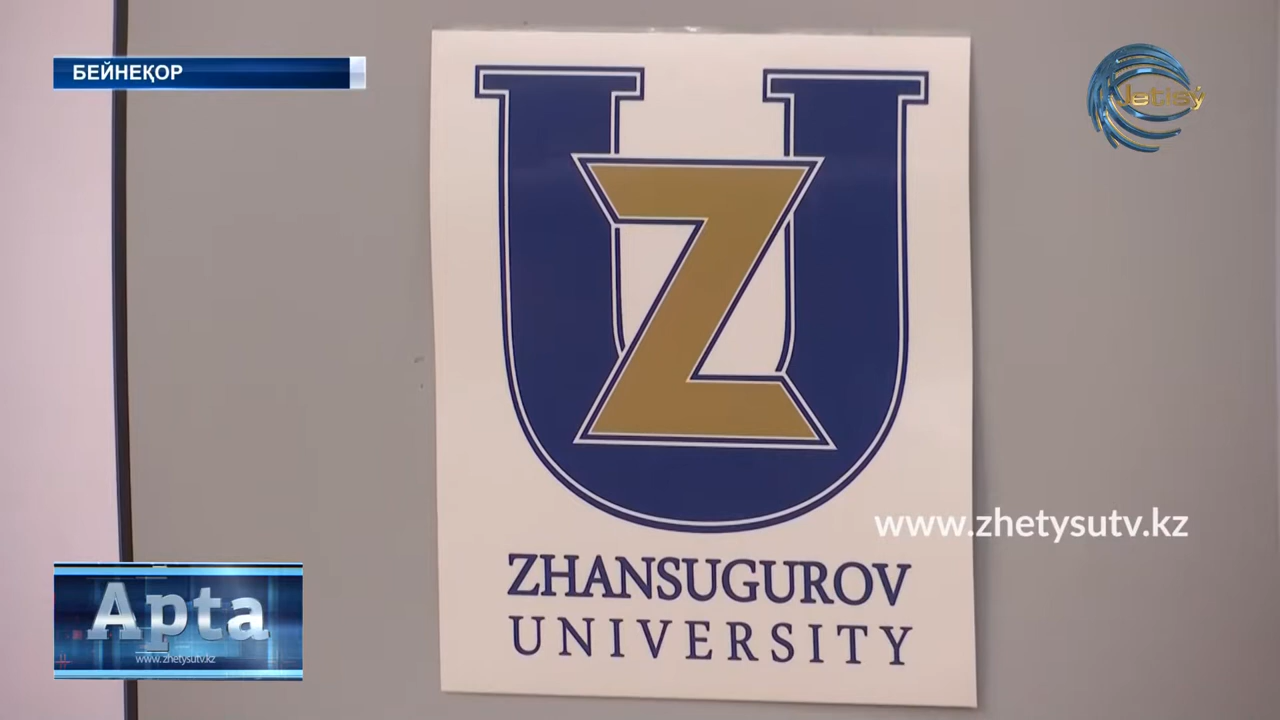 БЕЙНЕҚОР
Jetisý
UZ
www.zhetysutv.kz
ZHANSUGUROV
UNIVERSITY
Apta
www.zhetysutv.kz